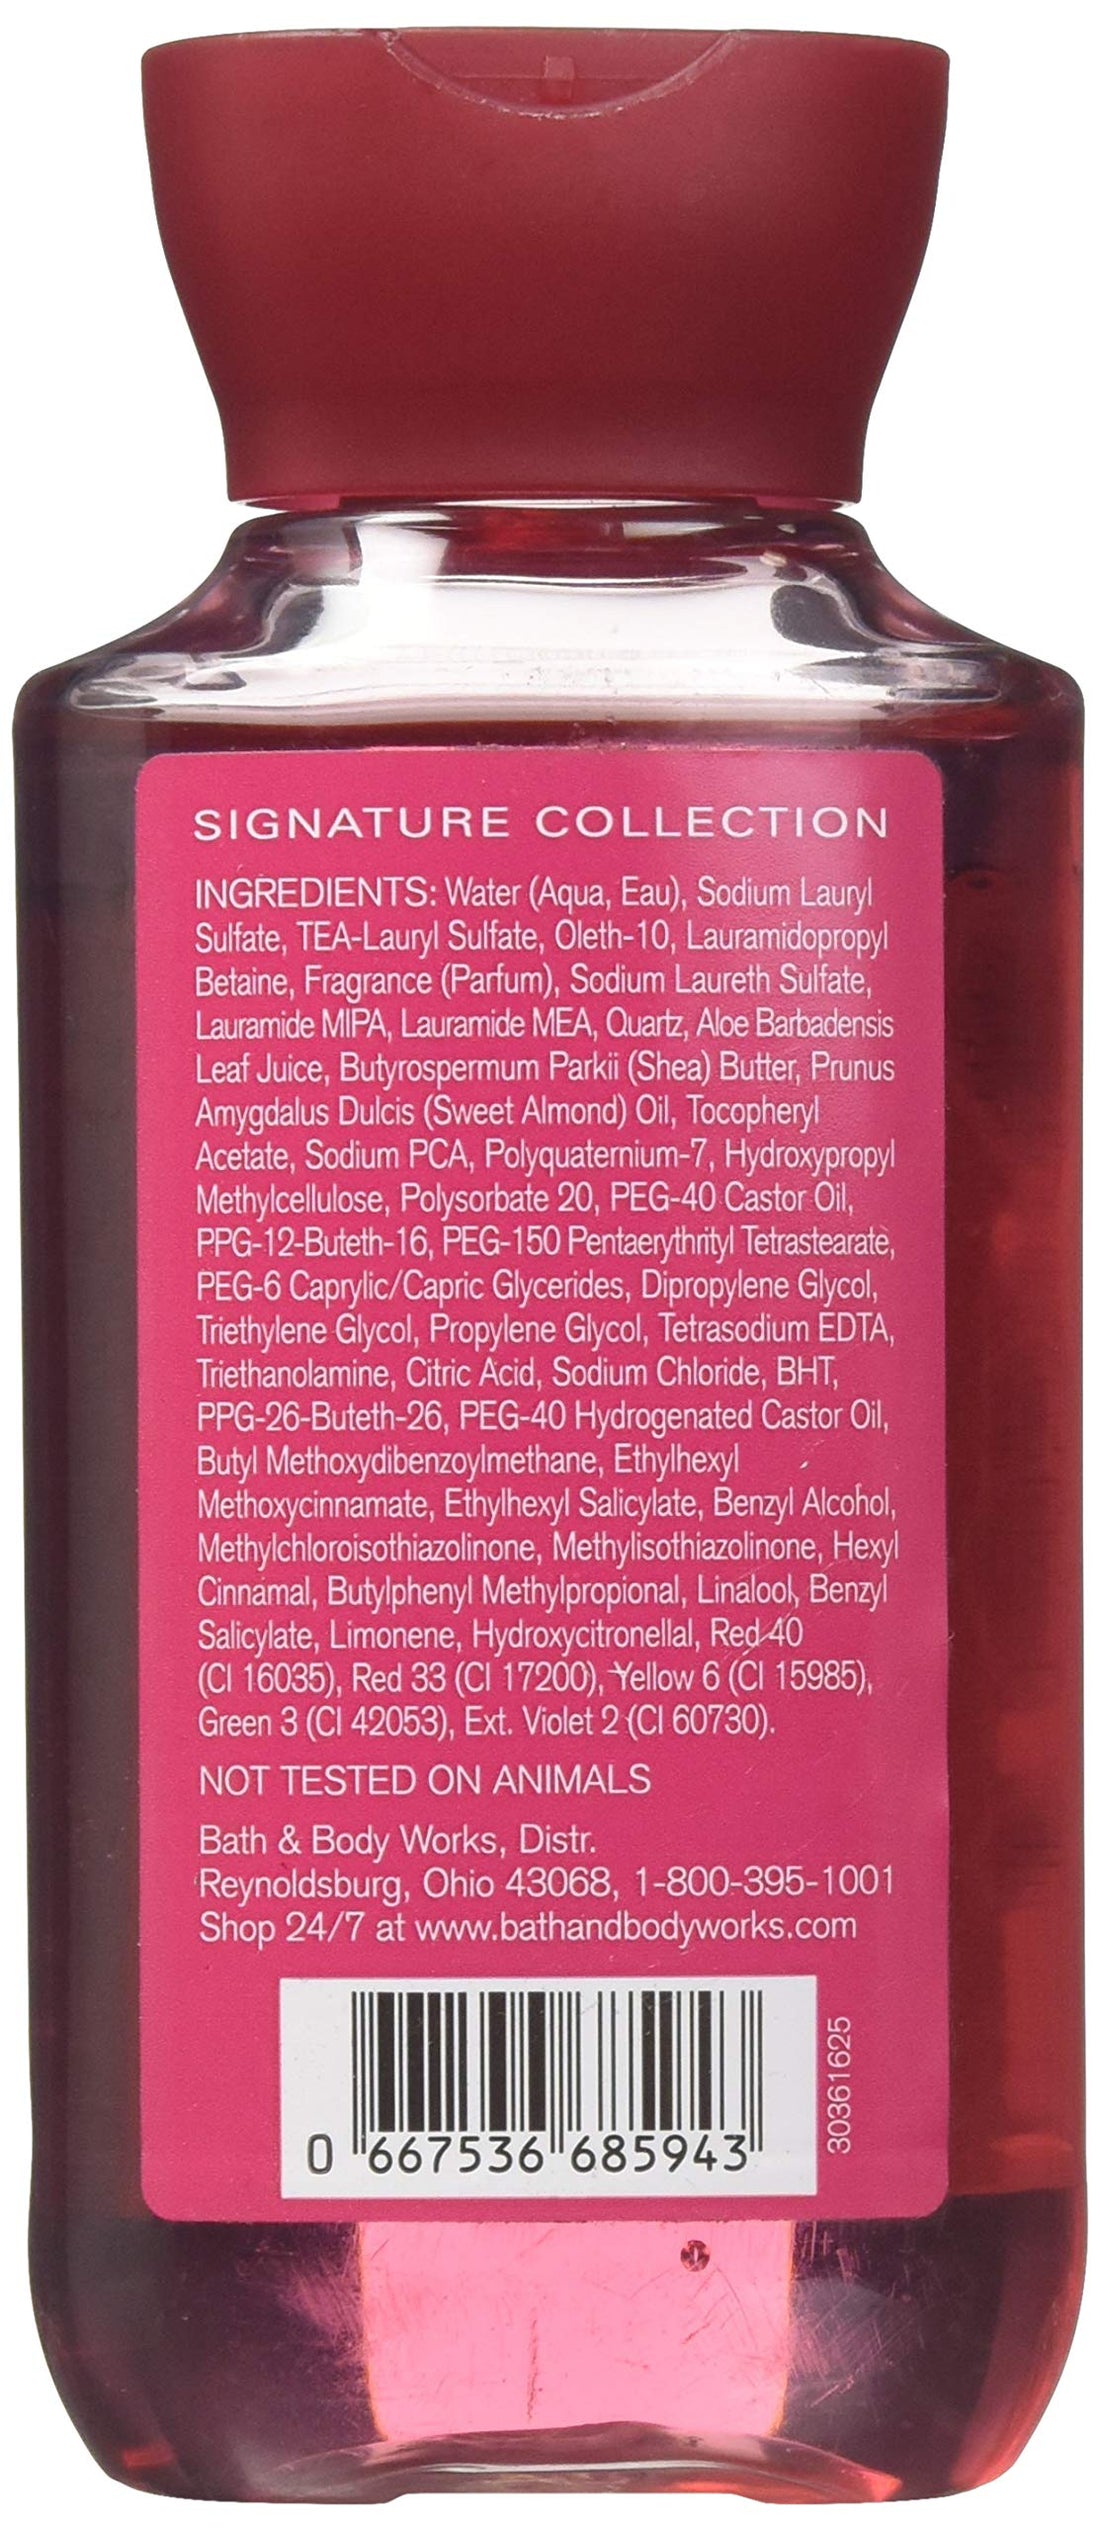 SIGNATURE COLLECTION
INGREDIENTS: Water (Aqua, Eau), Sodium Lauryl
Sulfate, TEA-Lauryl Sulfate, Oleth-10, Lauramidopropyl
Betaine, Fragrance (Parfum), Sodium Laureth Sulfate,
Lauramide MIPA, Lauramide MEA, Quartz, Aloe Barbadensis
Leaf Juice, Butyrospermum Parkii (Shea) Butter, Prunus
Amygdalus Dulcis (Sweet Almond) Oil, Tocopheryl
Acetate, Sodium PCA, Polyquaternium-7, Hydroxypropyl
Methylcellulose, Polysorbate 20, PEG-40 Castor Oil,
PPG-12-Buteth-16, PEG-150 Pentaerythrityl Tetrastearate,
PEG-6 Caprylic/Capric Glycerides, Dipropylene Glycol,
Triethylene Glycol, Propylene Glycol, Tetrasodium EDTA,
Triethanolamine, Citric Acid, Sodium Chloride, BHT,
PPG-26-Buteth-26, PEG-40 Hydrogenated Castor Oil,
Butyl Methoxydibenzoylmethane, Ethylhexyl
Methoxycinnamate, Ethylhexyl Salicylate, Benzyl Alcohol,
Methylchloroisothiazolinone, Methylisothiazolinone, Hexyl
Cinnamal, Butylphenyl Methylpropional, Linalool, Benzyl
Salicylate, Limonene, Hydroxycitronellal, Red 40
(CI 16035), Red 33 (CI 17200), Yellow 6 (CI 15985),
Green 3 (CI 42053), Ext. Violet 2 (CI 60730).
NOT TESTED ON ANIMALS
Bath & Body Works, Distr.
Reynoldsburg, Ohio 43068, 1-800-395-1001
Shop 24/7 at www.bathandbodyworks.com
0 667536 685943
30361625